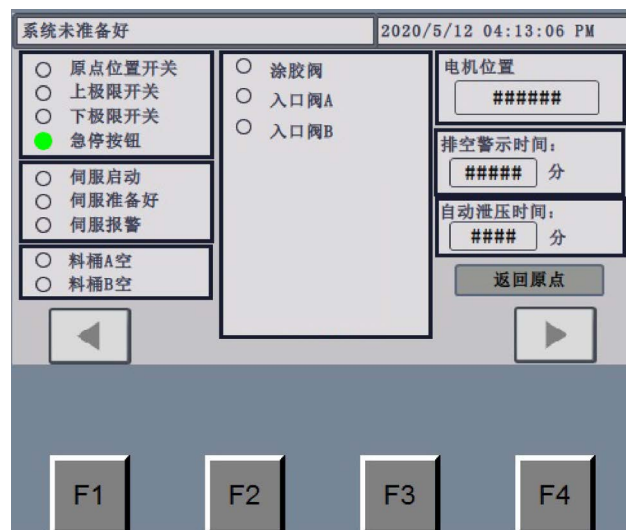 系统未准备好
2020/5/12 04:13:06 PM
原点位置开关
上极限开关
下极限开关
急停按钮
伺服启动
伺服准备好
伺服报警
料桶A空
料桶B空
涂胶阀
入口阀A
入口阀B
电机位置
######
排空警示时间:
##### 分
自动泄压时间:
#### 分
返回原点
F1
F2
F3
F4